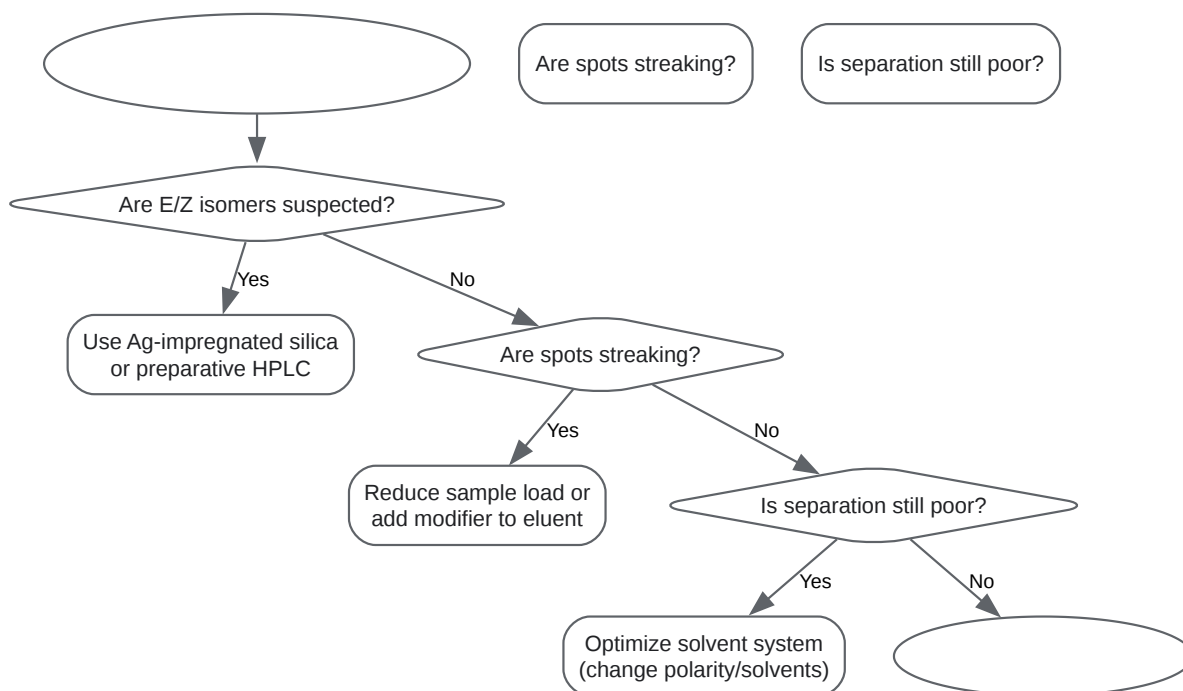 Are spots streaking?
Is separation still poor?
Are E/Z isomers suspected?
Yes
No
Use Ag-impregnated silica
or preparative HPLC
Are spots streaking?
Yes
No
Reduce sample load or
add modifier to eluent
Is separation still poor?
Yes
No
Optimize solvent system
(change polarity/solvents)